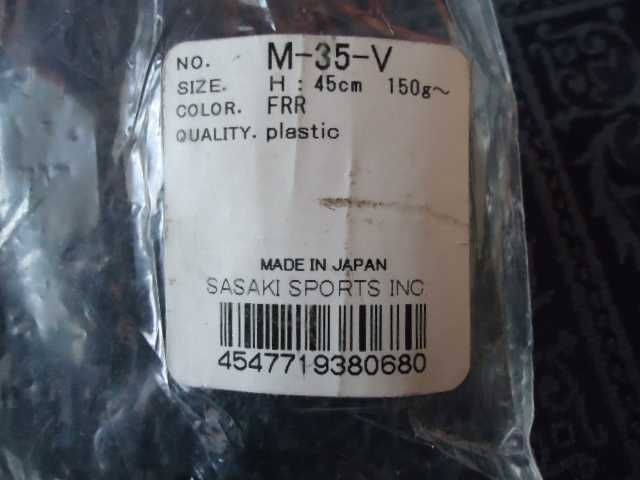 NO. M-35-V
SIZE. H : 45cm 150g~
COLOR. FRR
QUALITY. plastic
MADE IN JAPAN
SASAKI SPORTS INC.
4547719380680